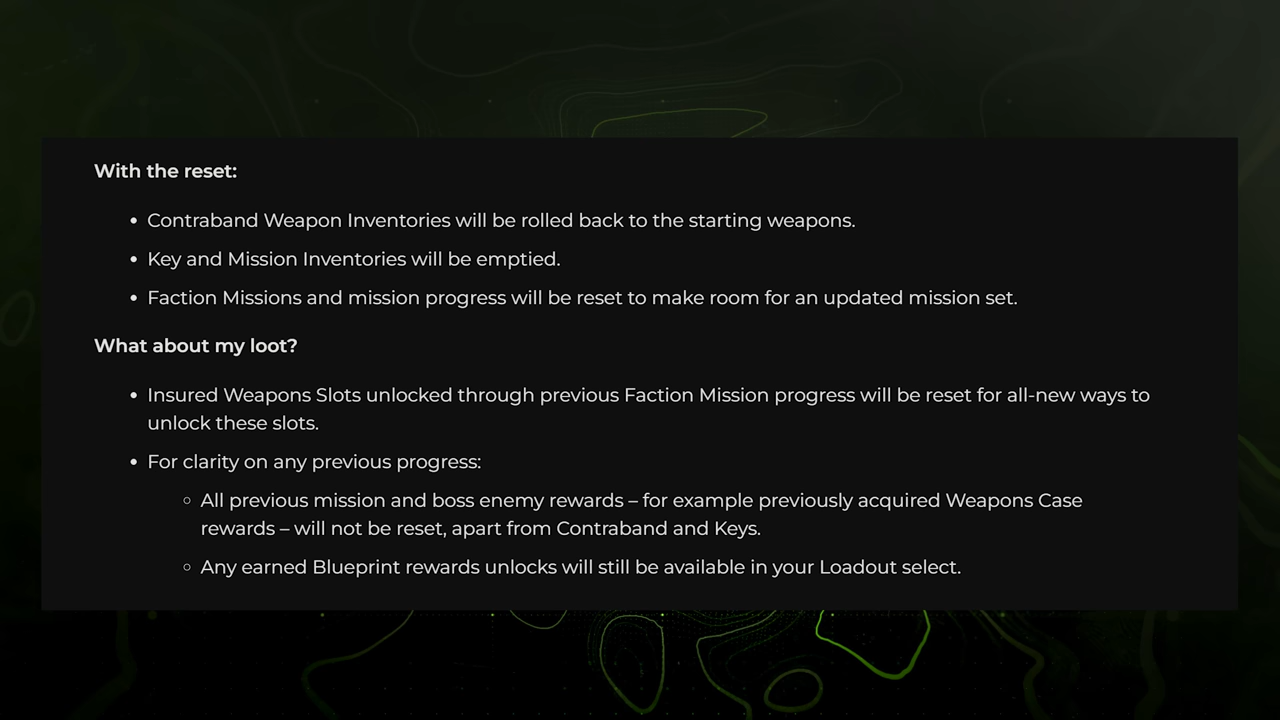 With the reset:
• Contraband Weapon Inventories will be rolled back to the starting weapons.
• Key and Mission Inventories will be emptied.
• Faction Missions and mission progress will be reset to make room for an updated mission set.
What about my loot?
• Insured Weapons Slots unlocked through previous Faction Mission progress will be reset for all-new ways to
unlock these slots.
• For clarity on any previous progress:
◦ All previous mission and boss enemy rewards – for example previously acquired Weapons Case
rewards – will not be reset, apart from Contraband and Keys.
◦ Any earned Blueprint rewards unlocks will still be available in your Loadout select.